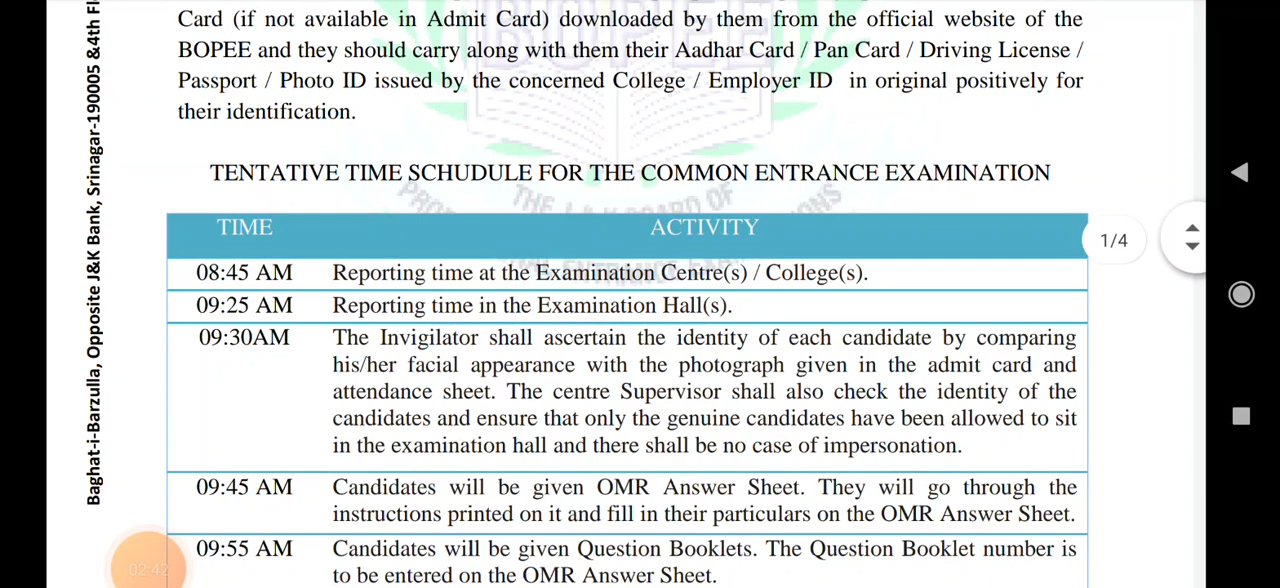 Card (if not available in Admit Card) downloaded by them from the official website of the
BOPEE and they should carry along with them their Aadhar Card / Pan Card / Driving License /
Passport / Photo ID issued by the concerned College / Employer ID in original positively for
their identification.
Baghat-i-Barzulla, Opposite J&K Bank, Srinagar-190005 &4th Fl
TENTATIVE TIME SCHUDULE FOR THE COMMON ENTRANCE EXAMINATION
TIME ACTIVITY
1/4
08:45 AM Reporting time at the Examination Centre(s) / College(s).
09:25 AM Reporting time in the Examination Hall(s).
09:30AM The Invigilator shall ascertain the identity of each candidate by comparing
his/her facial appearance with the photograph given in the admit card and
attendance sheet. The centre Supervisor shall also check the identity of the
candidates and ensure that only the genuine candidates have been allowed to sit
in the examination hall and there shall be no case of impersonation.
09:45 AM Candidates will be given OMR Answer Sheet. They will go through the
instructions printed on it and fill in their particulars on the OMR Answer Sheet.
09:55 AM Candidates will be given Question Booklets. The Question Booklet number is
to be entered on the OMR Answer Sheet.
02:42
BOPEE
THE J&K BOARD OF